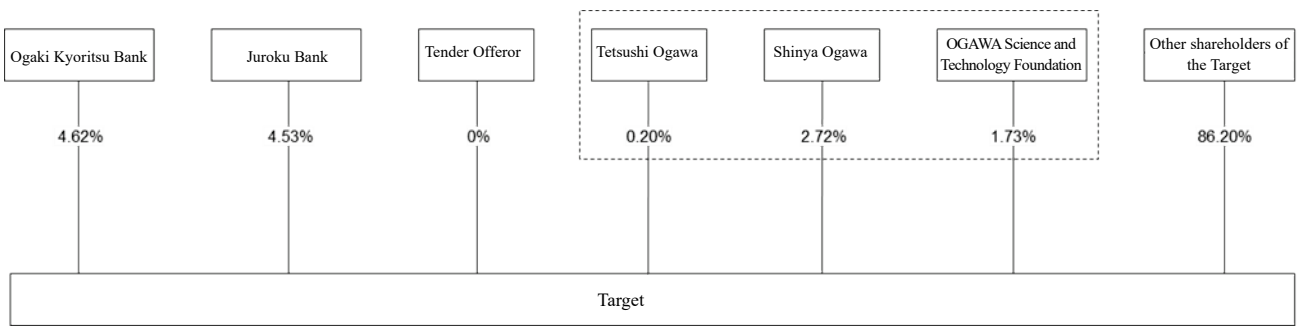 Ogaki Kyoritsu Bank
Juroku Bank
Tender Offeror
Tetsushi Ogawa
Shinya Ogawa
OGAWA Science and
Technology Foundation
Other shareholders of
the Target
4.62%
4.53%
0%
0.20%
2.72%
1.73%
86.20%
Target